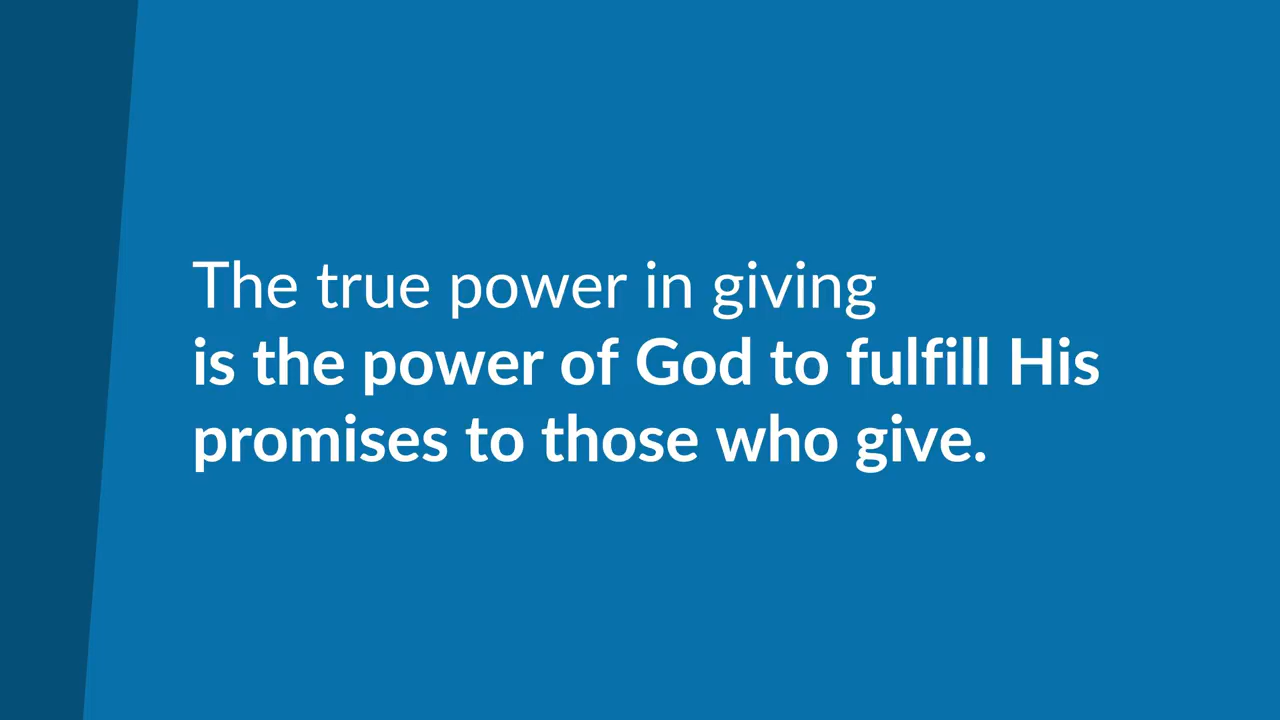 The true power in giving
is the power of God to fulfill His
promises to those who give.